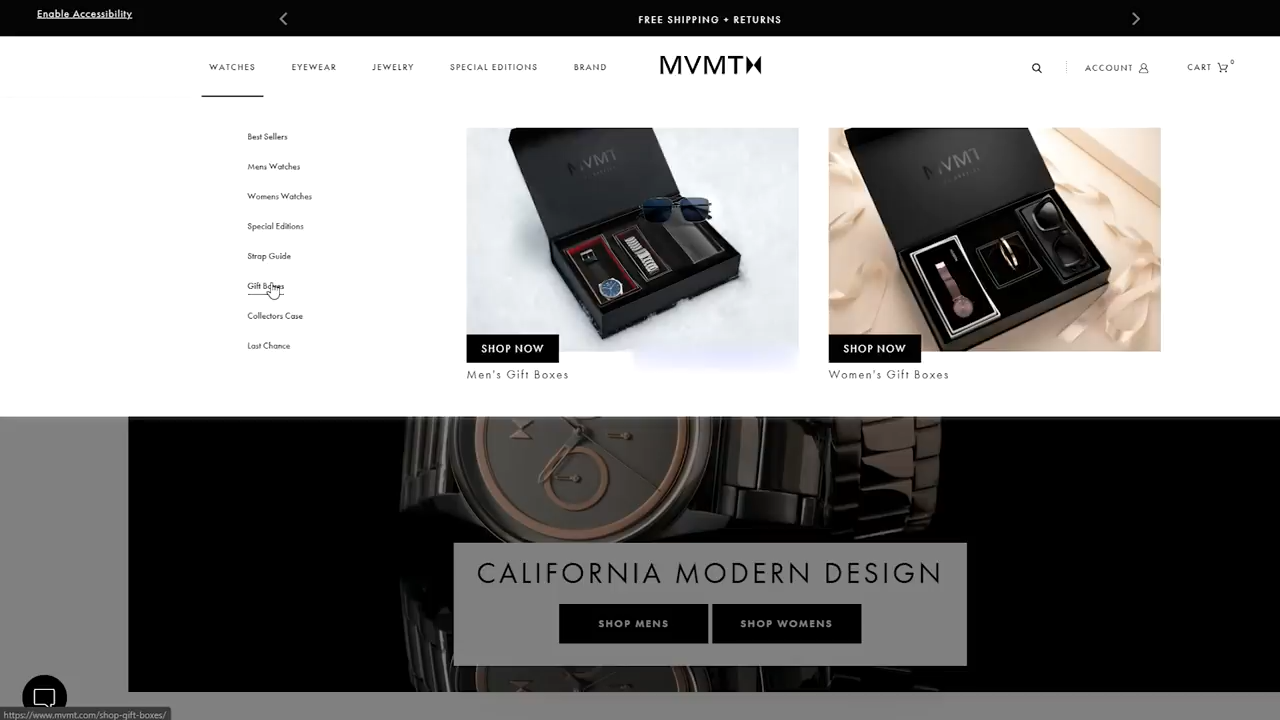 Enable Accessibility
FREE SHIPPING + RETURNS
WATCHES EYEWEAR JEWELRY SPECIAL EDITIONS BRAND MVMT ACCOUNT CART 0
Best Sellers
Mens Watches
Womens Watches
Special Editions
Strap Guide
Gift Boxes
Collectors Case
Last Chance
MVMT
SHOP NOW
Men's Gift Boxes
MVMT
SHOP NOW
Women's Gift Boxes
CALIFORNIA MODERN DESIGN
SHOP MENS SHOP WOMENS
https://www.mvmt.com/shop-gift-boxes/